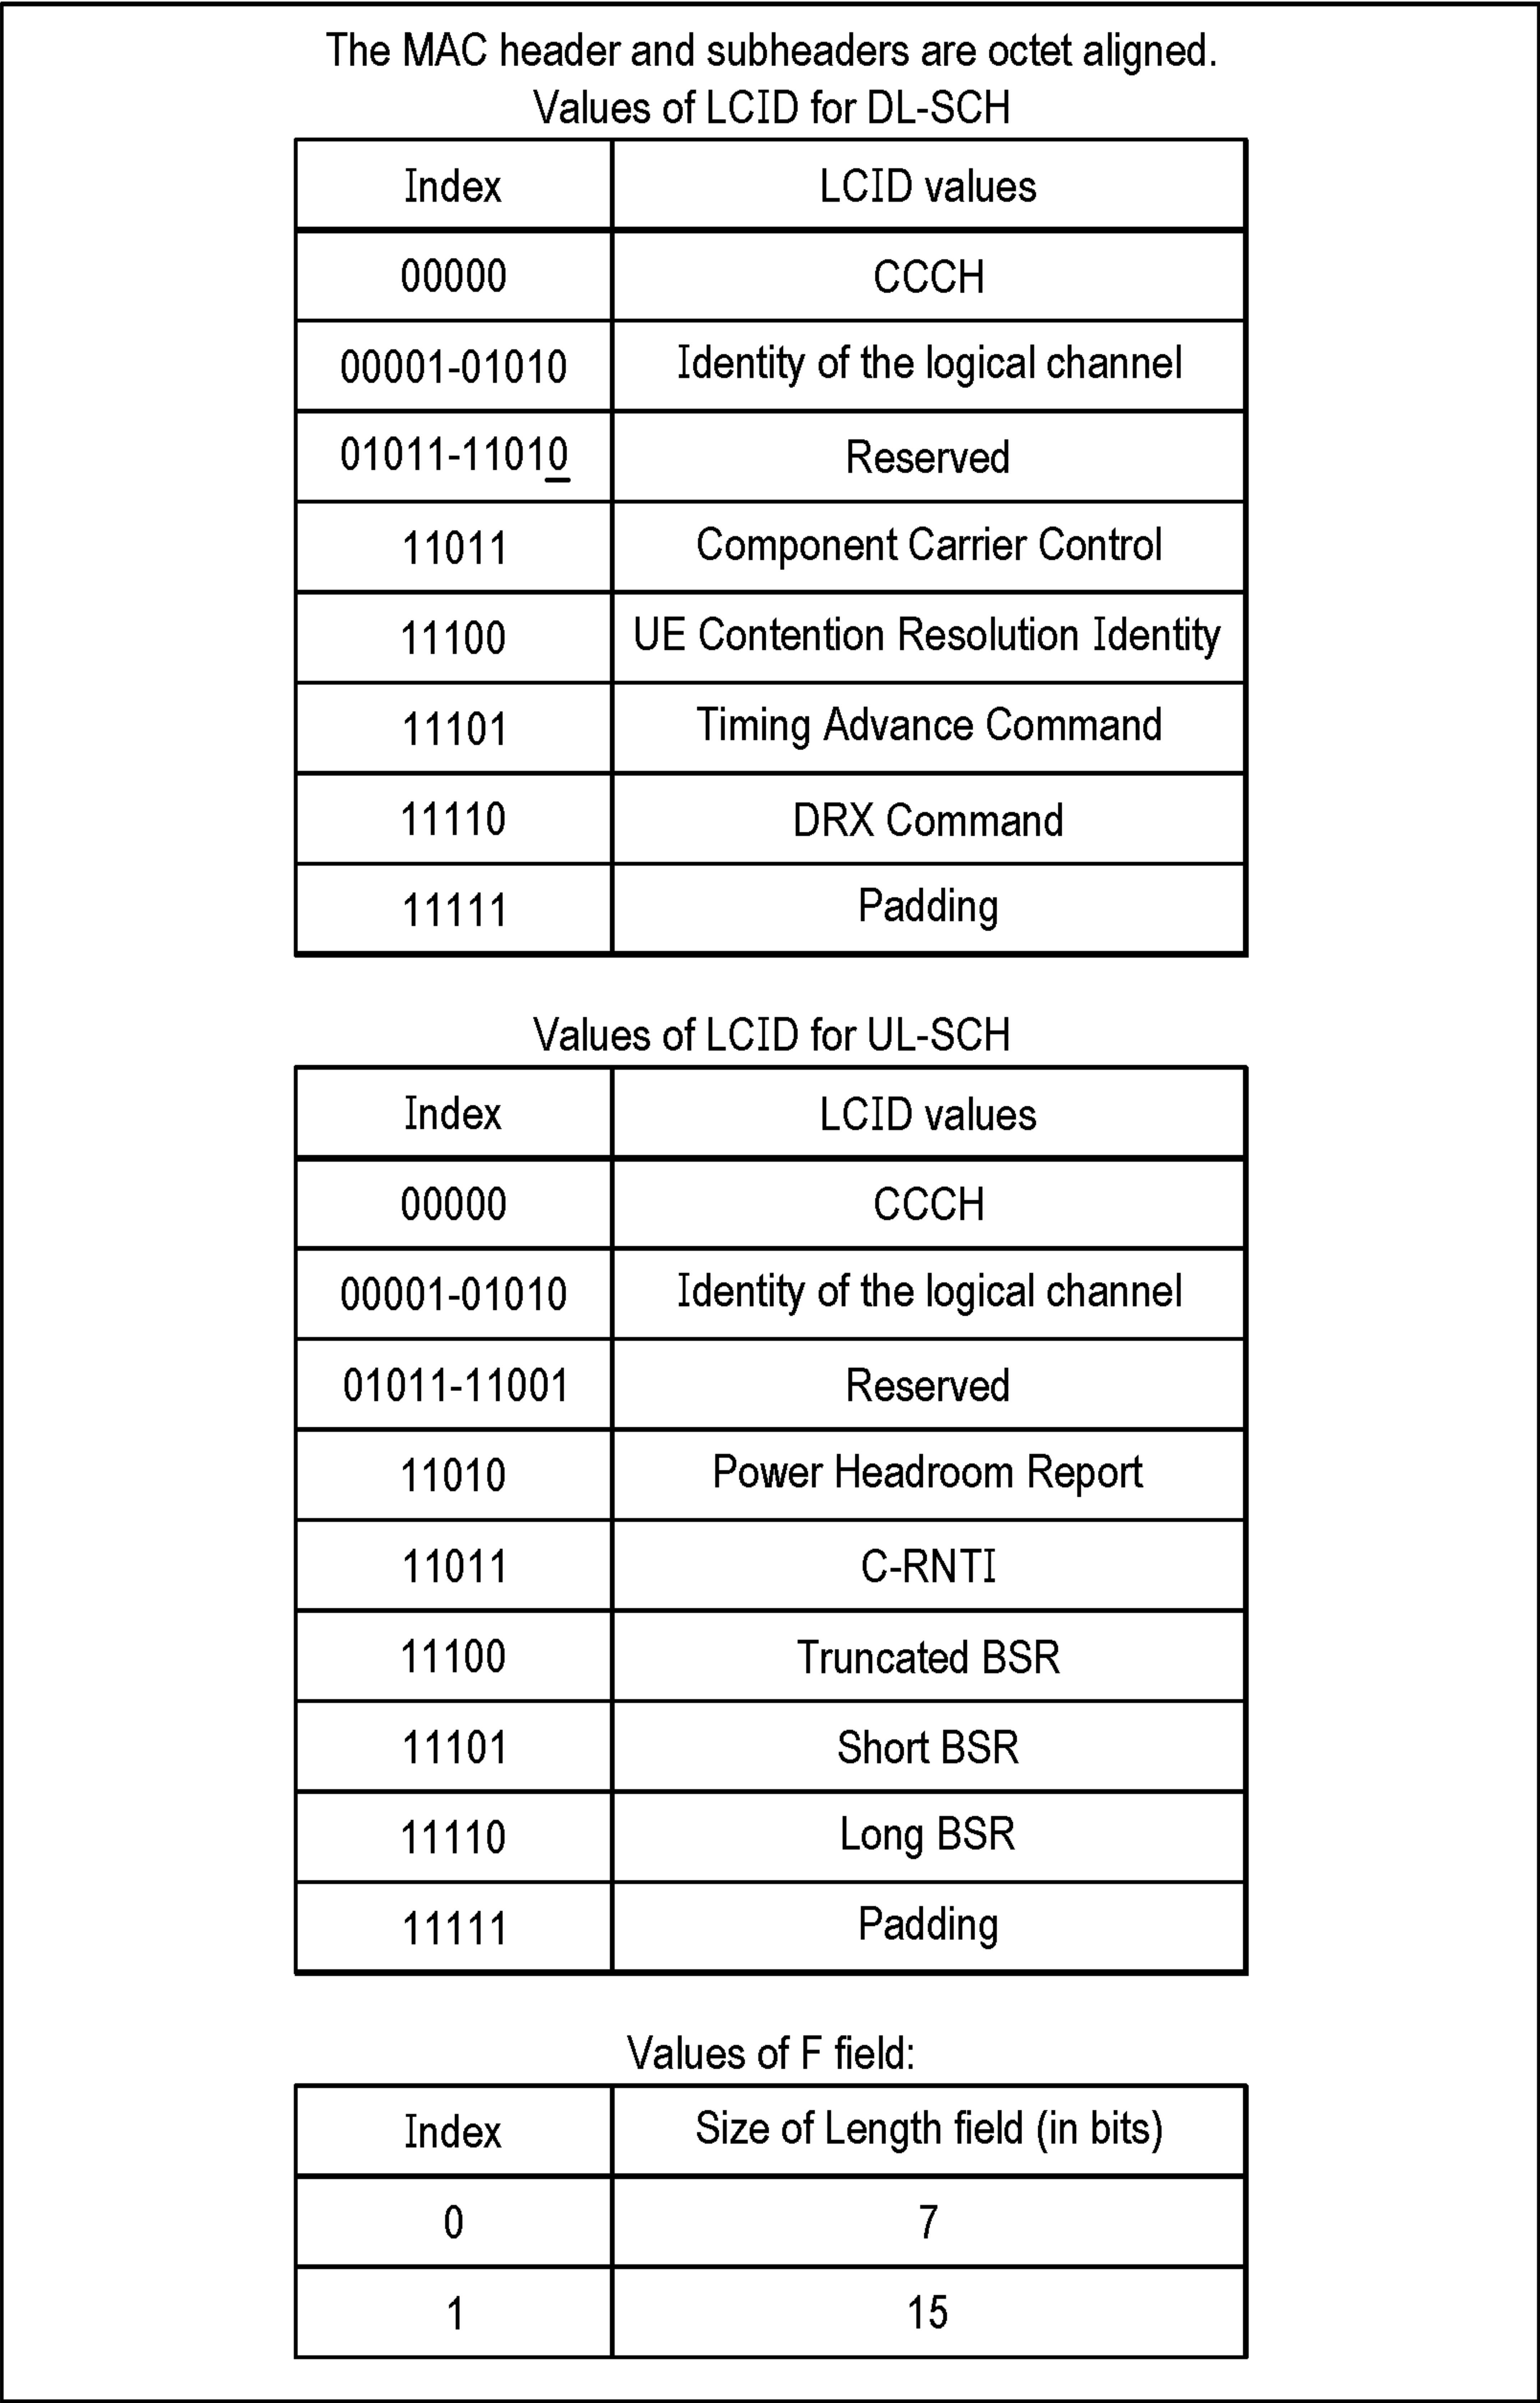 The MAC header and subheaders are octet aligned.
Values of LCID for DL-SCH
Index LCID values
00000 CCCH
00001-01010 Identity of the logical channel
01011-11010 Reserved
11011 Component Carrier Control
11100 UE Contention Resolution Identity
11101 Timing Advance Command
11110 DRX Command
11111 Padding
Values of LCID for UL-SCH
Index LCID values
00000 CCCH
00001-01010 Identity of the logical channel
01011-11001 Reserved
11010 Power Headroom Report
11011 C-RNTI
11100 Truncated BSR
11101 Short BSR
11110 Long BSR
11111 Padding
Values of F field:
Index Size of Length field (in bits)
0 7
1 15